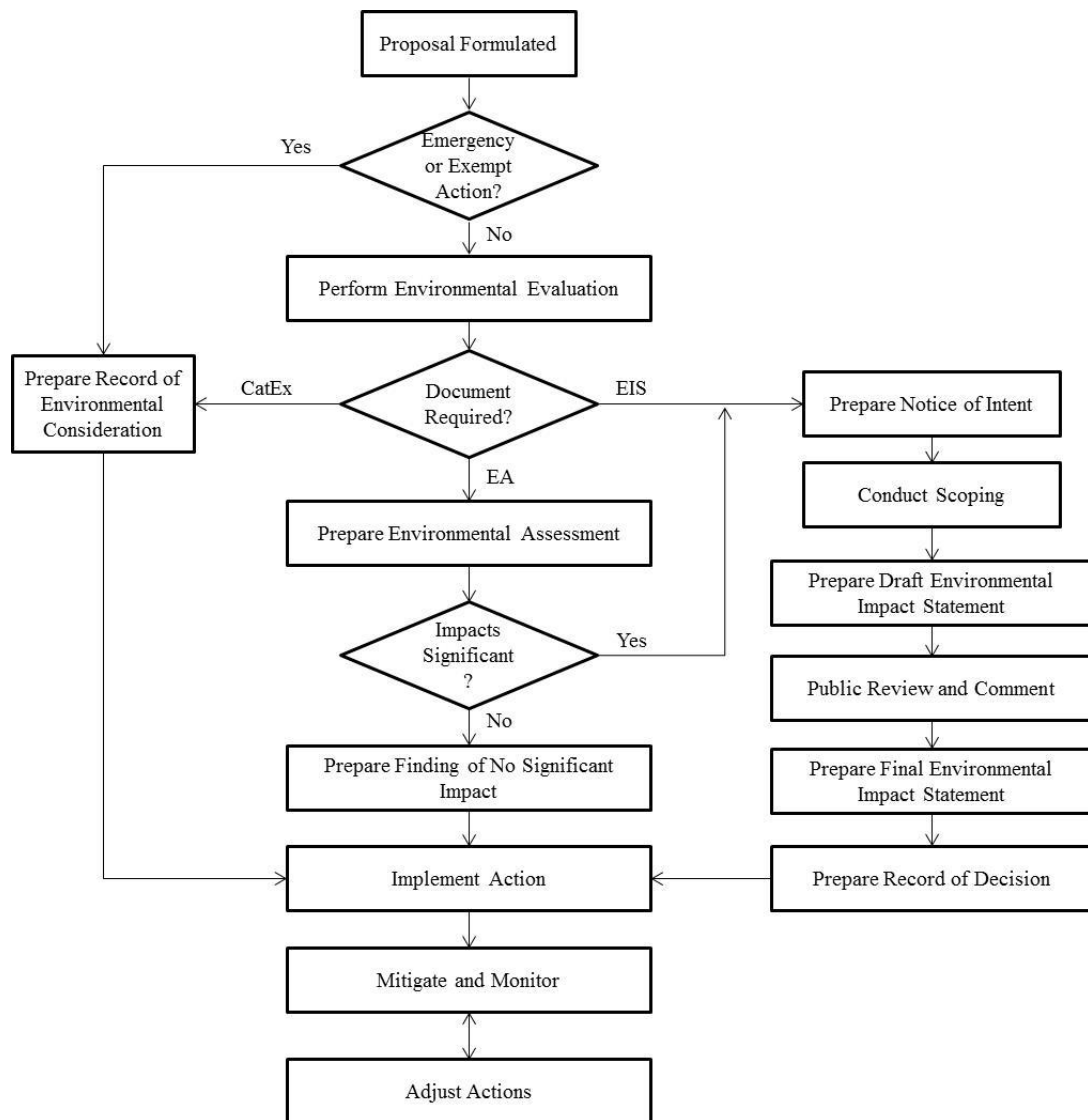 Proposal Formulated
Emergency
or Exempt
Action?
Yes
No
Perform Environmental Evaluation
Prepare Record of
Environmental
Consideration
CatEx
Document
Required?
EIS
Prepare Notice of Intent
EA
Conduct Scoping
Prepare Environmental Assessment
Prepare Draft Environmental
Impact Statement
Impacts
Significant
?
Yes
Public Review and Comment
No
Prepare Finding of No Significant
Impact
Prepare Final Environmental
Impact Statement
Implement Action
Prepare Record of Decision
Mitigate and Monitor
Adjust Actions